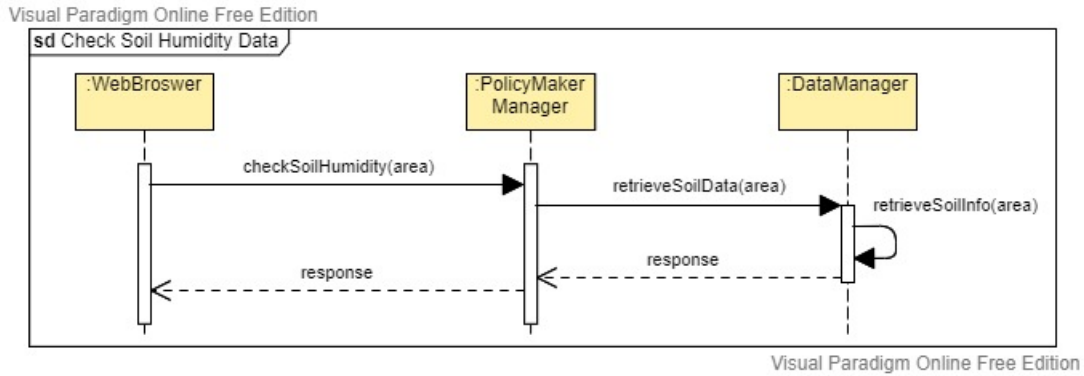 Visual Paradigm Online Free Edition
sd Check Soil Humidity Data
:WebBroswer
:PolicyMaker
Manager
:DataManager
checkSoilHumidity(area)
retrieveSoilData(area)
retrieveSoilInfo(area)
response
response
Visual Paradigm Online Free Edition